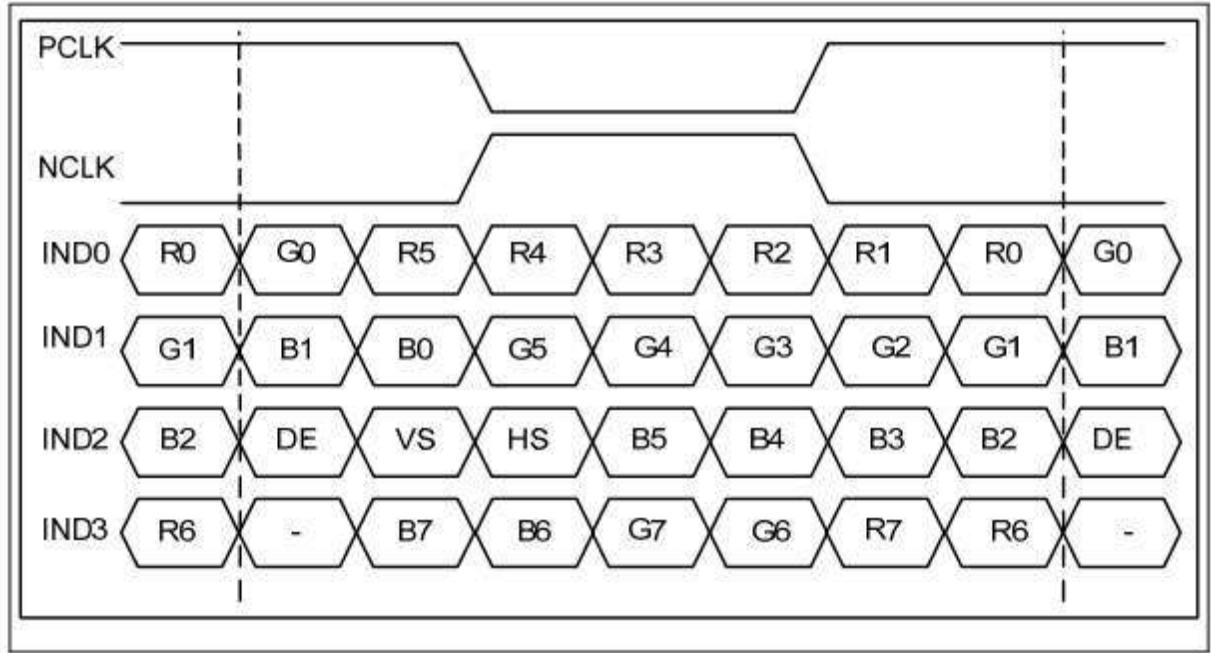 PCLK
NCLK
IND0 R0 G0 R5 R4 R3 R2 R1 R0 G0
IND1 G1 B1 B0 G5 G4 G3 G2 G1 B1
IND2 B2 DE VS HS B5 B4 B3 B2 DE
IND3 R6 - B7 B6 G7 G6 R7 R6 -